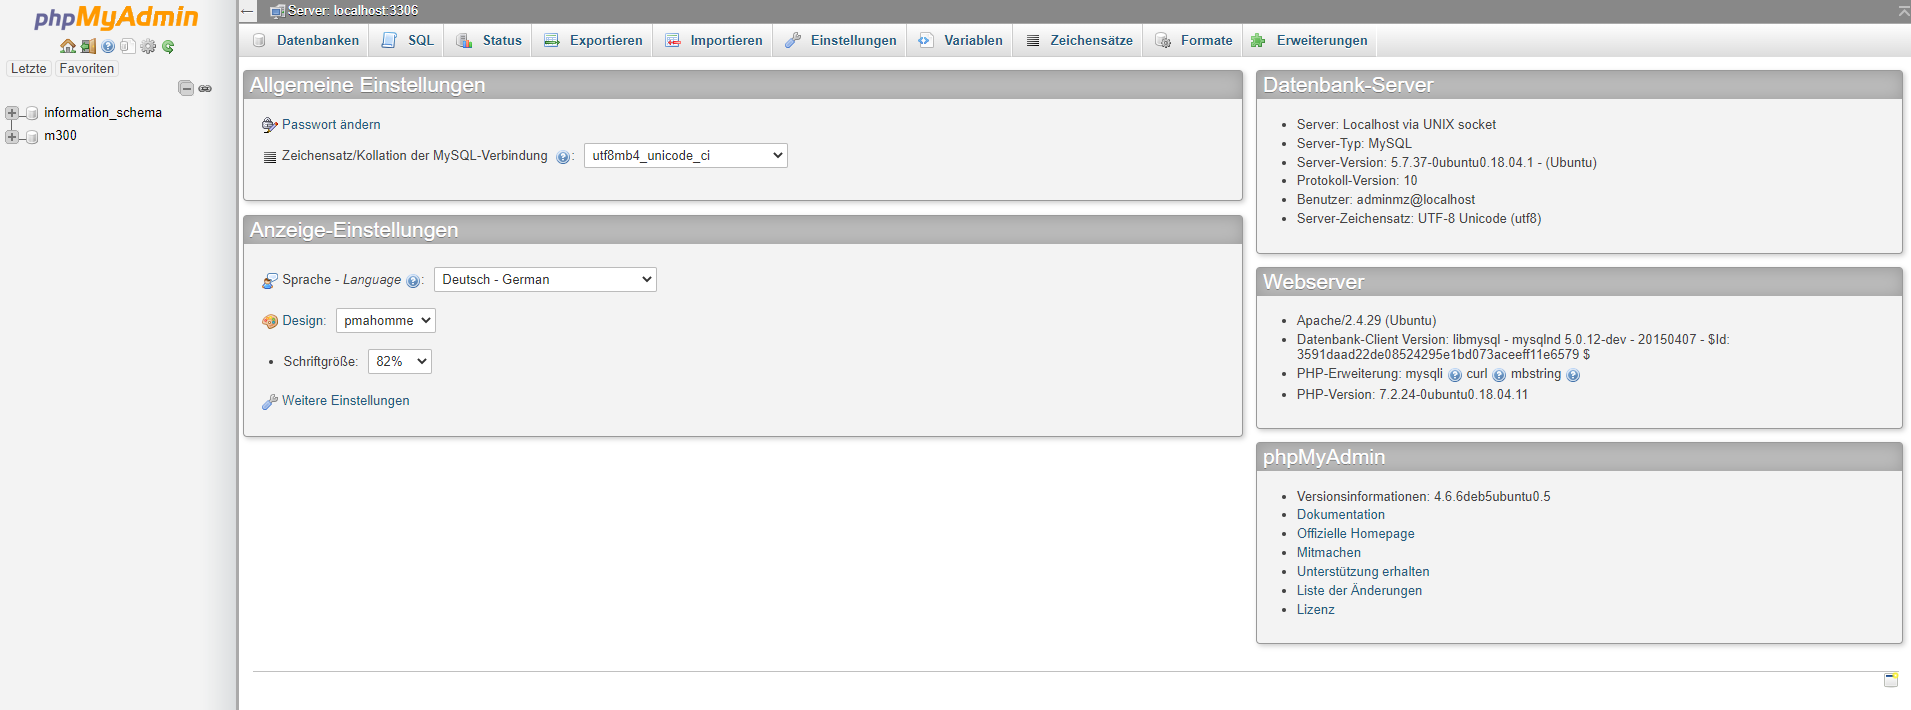 phpMyAdmin
Letzte Favoriten
information_schema
m300
← Server: localhost:3306
Datenbanken SQL Status Exportieren Importieren Einstellungen Variablen Zeichensätze Formate Erweiterungen
Allgemeine Einstellungen
Passwort ändern
Zeichensatz/Kollation der MySQL-Verbindung : utf8mb4_unicode_ci
Anzeige-Einstellungen
Sprache - Language : Deutsch - German
Design: pmahomme
• Schriftgröße: 82%
Weitere Einstellungen
Datenbank-Server
• Server: Localhost via UNIX socket
• Server-Typ: MySQL
• Server-Version: 5.7.37-0ubuntu0.18.04.1 - (Ubuntu)
• Protokoll-Version: 10
• Benutzer: adminmz@localhost
• Server-Zeichensatz: UTF-8 Unicode (utf8)
Webserver
• Apache/2.4.29 (Ubuntu)
• Datenbank-Client Version: libmysql - mysqlnd 5.0.12-dev - 20150407 - $Id:
3591daad22de08524295e1bd073aceeff11e6579 $
• PHP-Erweiterung: mysqli curl mbstring
• PHP-Version: 7.2.24-0ubuntu0.18.04.11
phpMyAdmin
• Versionsinformationen: 4.6.6deb5ubuntu0.5
• Dokumentation
• Offizielle Homepage
• Mitmachen
• Unterstützung erhalten
• Liste der Änderungen
• Lizenz